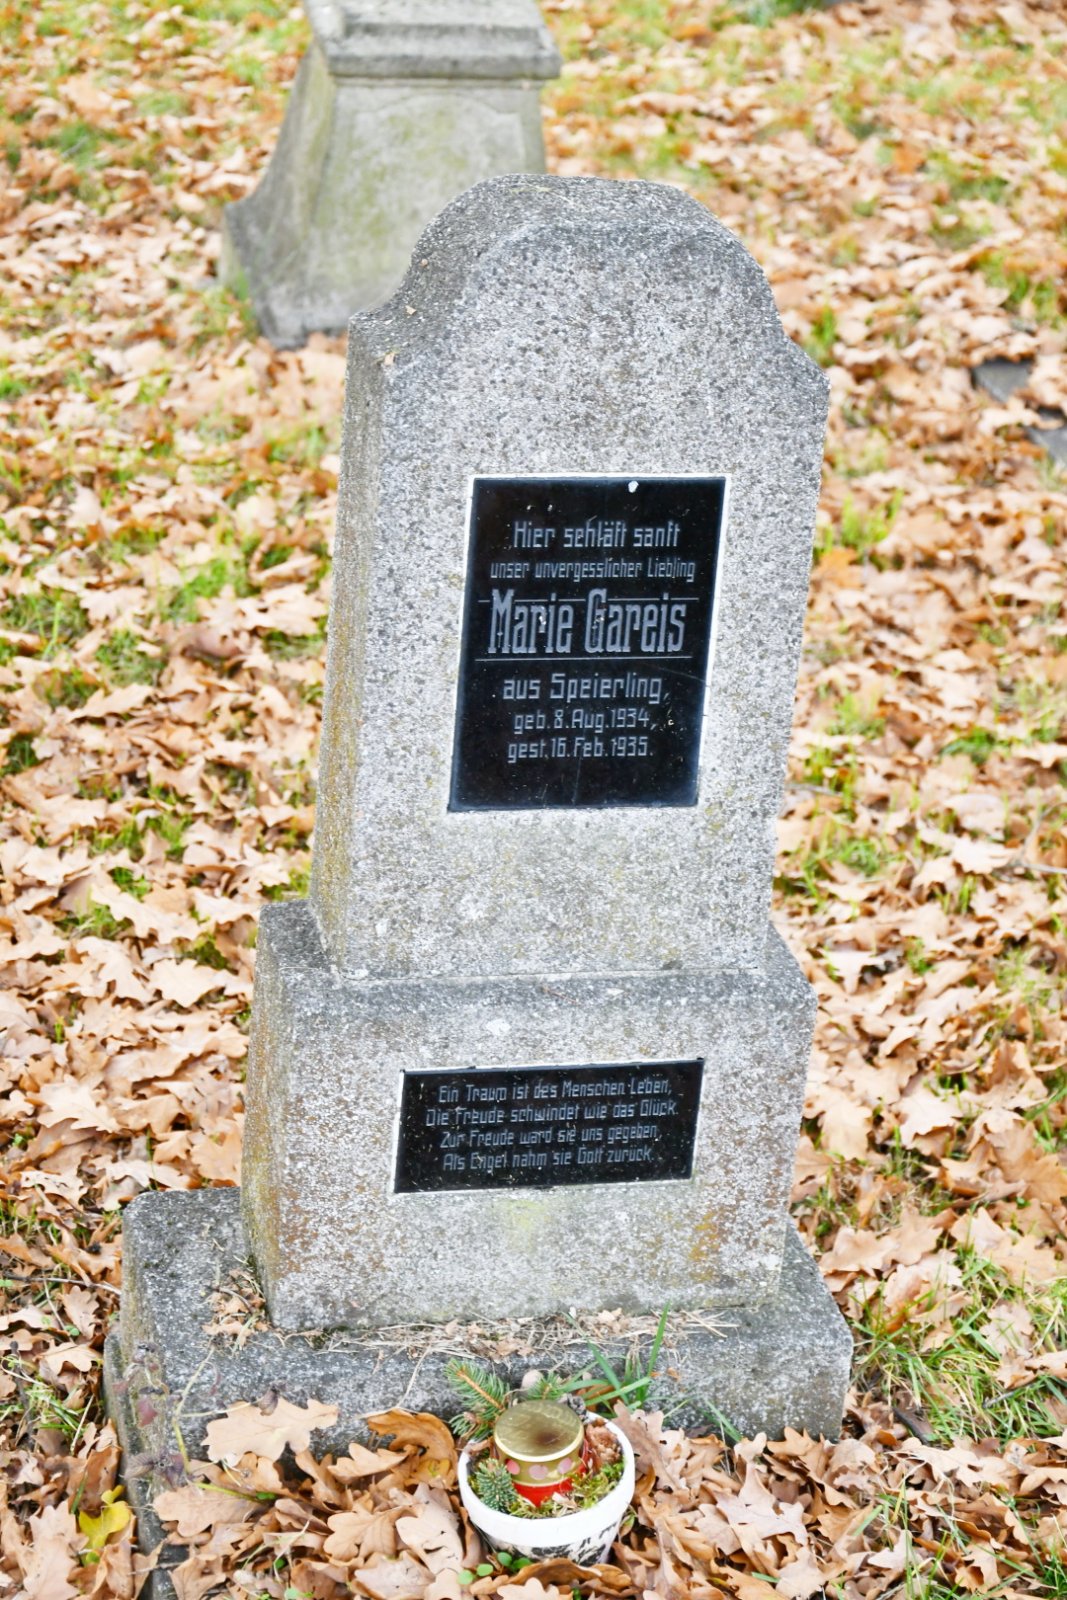 Hier schläft sanft
unser unvergesslicher Liebling
Marie Gareis
aus Speierling,
geb. 8. Aug. 1934,
gest. 16. Feb. 1935.
Ein Traum ist des Menschen Leben,
Die Freude schwindet wie das Glück.
Zur Freude ward sie uns gegeben,
Als Engel nahm sie Gott zurück.